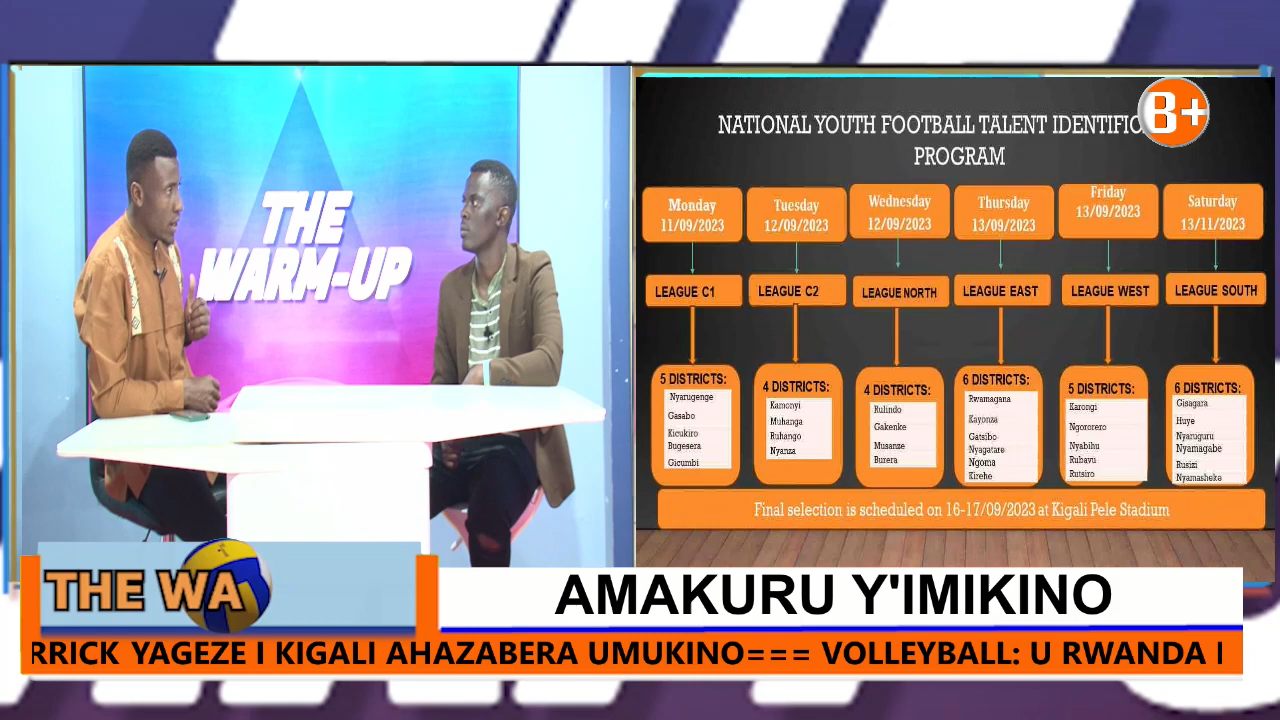 THE
WARM-UP
NATIONAL YOUTH FOOTBALL TALENT
PROGRAM
B+
Monday
11/09/2023
Tuesday
12/09/2023
Wednesday
12/09/2023
Thursday
13/09/2023
Friday
13/09/2023
Saturday
13/11/2023
LEAGUE C1
LEAGUE C2
LEAGUE NORTH
LEAGUE EAST
LEAGUE WEST
LEAGUE SOUTH
5 DISTRICTS:
Nyarugenge
Gasabo
Kicukiro
Bugesera
Gicumbi
4 DISTRICTS:
Kamonyi
Muhanga
Ruhango
Nyanza
4 DISTRICTS:
Rulindo
Gakenke
Musanze
Burera
6 DISTRICTS:
Rwamagana
Kayonza
Gatsibo
Nyagatare
Ngoma
Kirehe
5 DISTRICTS:
Karongi
Ngororero
Nyabihu
Rubavu
Rutsiro
6 DISTRICTS:
Gisagara
Huye
Nyaruguru
Nyamagabe
Rusizi
Nyamasheke
Final selection is scheduled on 16-17/09/2023 at Kigali Pele Stadium
THE WA
AMAKURU Y'IMIKINO
RRICK YAGEZE I KIGALI AHAZABERA UMUKINO=== VOLLEYBALL: U RWANDA